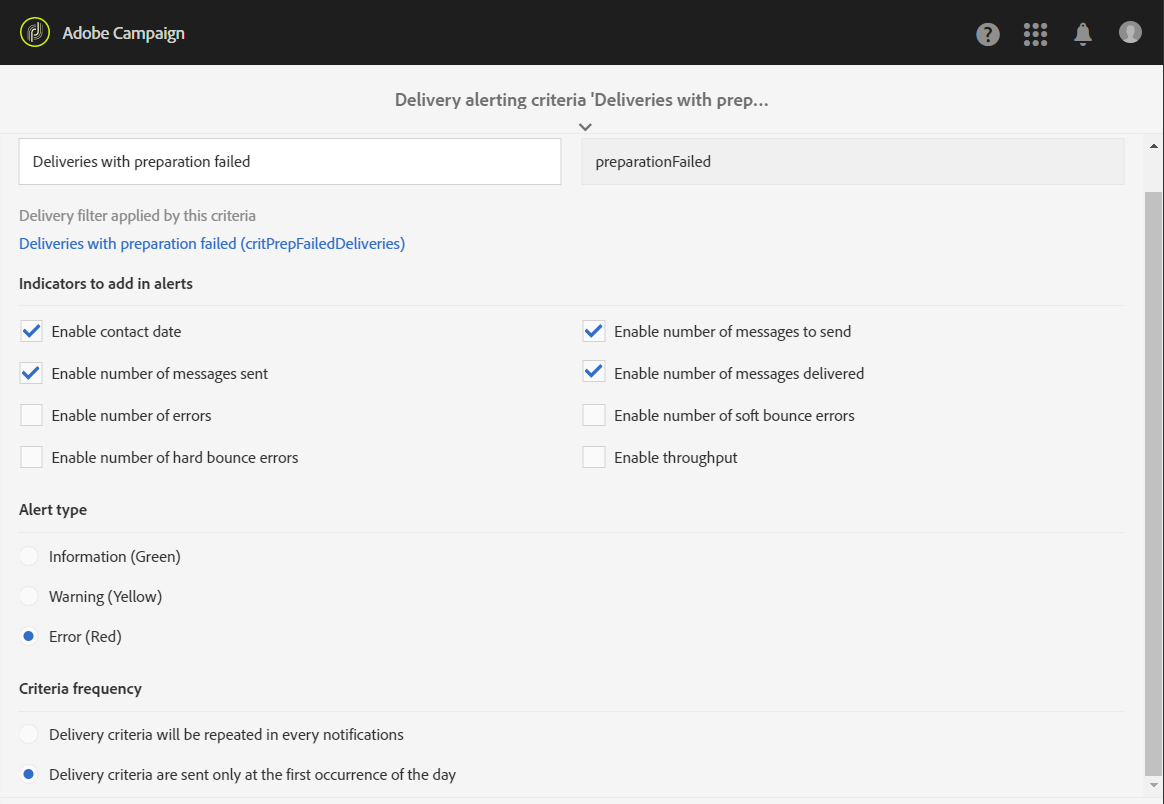 Adobe Campaign
?
Delivery alerting criteria 'Deliveries with prep...
Deliveries with preparation failed
preparationFailed
Delivery filter applied by this criteria
Deliveries with preparation failed (critPrepFailedDeliveries)
Indicators to add in alerts
Enable contact date
Enable number of messages to send
Enable number of messages sent
Enable number of messages delivered
Enable number of errors
Enable number of soft bounce errors
Enable number of hard bounce errors
Enable throughput
Alert type
Information (Green)
Warning (Yellow)
Error (Red)
Criteria frequency
Delivery criteria will be repeated in every notifications
Delivery criteria are sent only at the first occurrence of the day